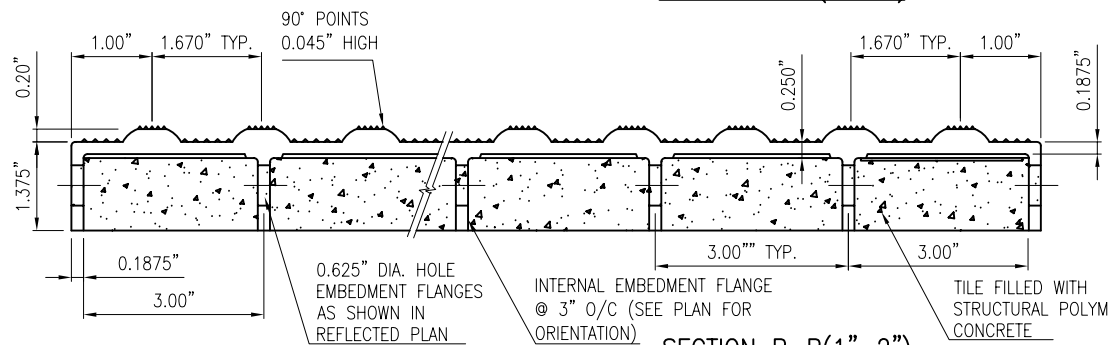 90° POINTS
0.045” HIGH
1.00”
1.670” TYP.
1.670” TYP.
1.00”
0.20”
0.250”
0.1875”
1.375”
0.1875”
3.00”
0.625” DIA. HOLE
EMBEDMENT FLANGES
AS SHOWN IN
REFLECTED PLAN
INTERNAL EMBEDMENT FLANGE
@ 3” O/C (SEE PLAN FOR
ORIENTATION)
3.00”” TYP.
3.00”
TILE FILLED WITH
STRUCTURAL POLYM
CONCRETE